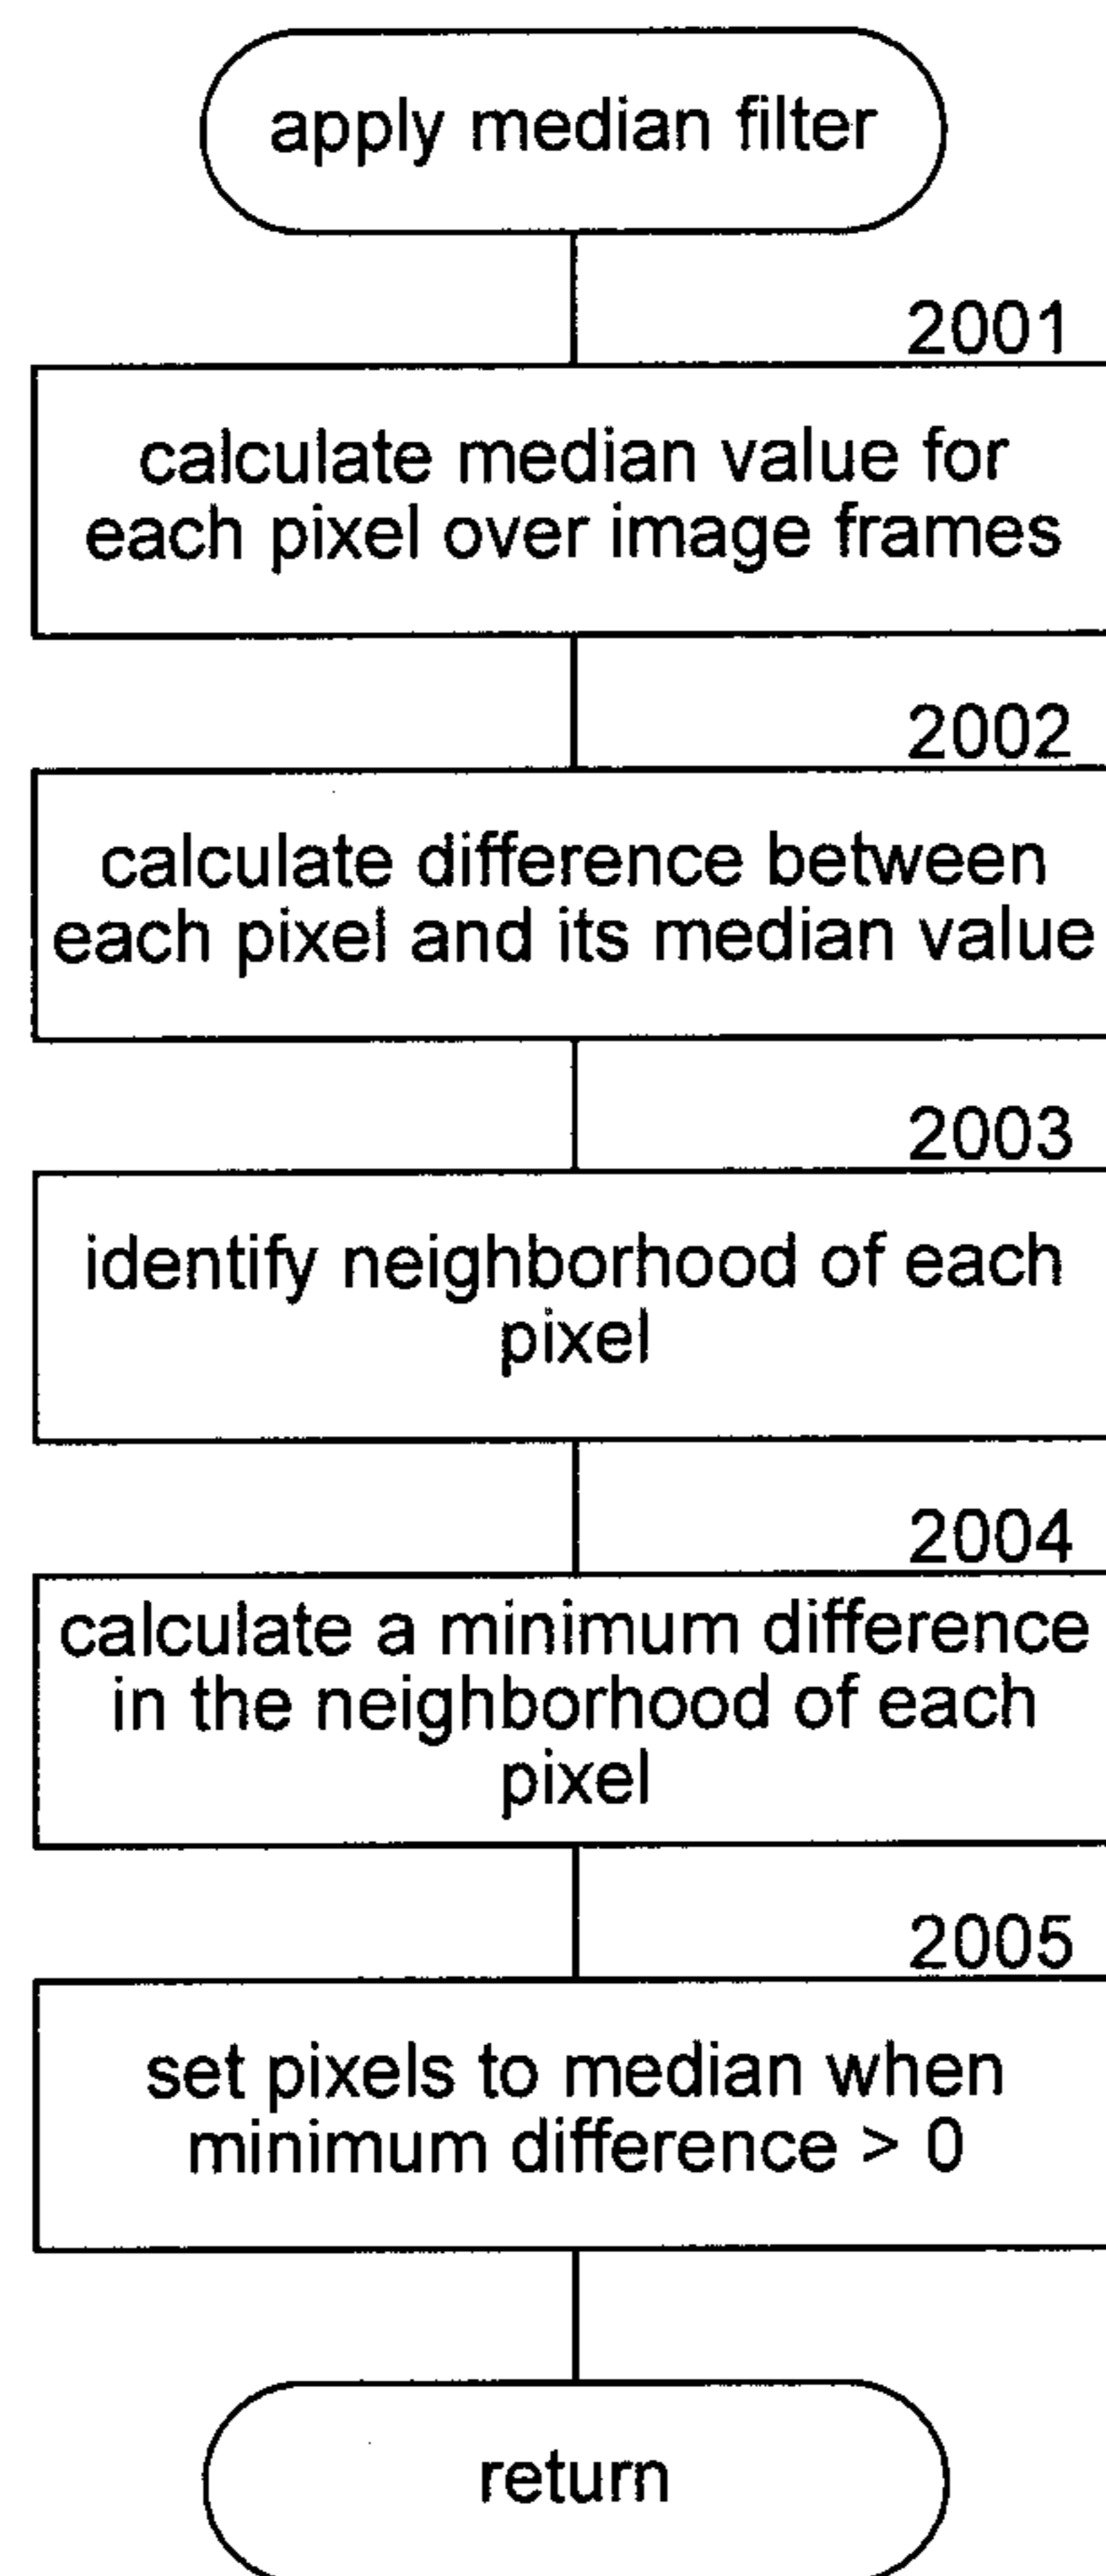 apply median filter
2001
calculate median value for
each pixel over image frames
2002
calculate difference between
each pixel and its median value
2003
identify neighborhood of each
pixel
2004
calculate a minimum difference
in the neighborhood of each
pixel
2005
set pixels to median when
minimum difference > 0
return